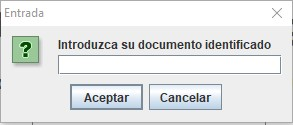 Entrada
?
Introduzca su documento identificado
Aceptar
Cancelar